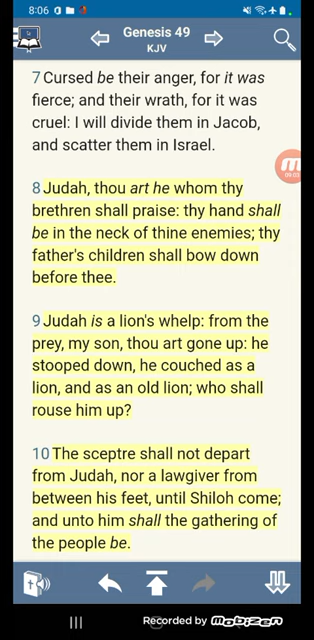 8:06
Genesis 49
KJV
7 Cursed be their anger, for it was
fierce; and their wrath, for it was
cruel: I will divide them in Jacob,
and scatter them in Israel.
8 Judah, thou art he whom thy
brethren shall praise: thy hand shall
be in the neck of thine enemies; thy
father's children shall bow down
before thee.
9 Judah is a lion's whelp: from the
prey, my son, thou art gone up: he
stooped down, he couched as a
lion, and as an old lion; who shall
rouse him up?
10 The sceptre shall not depart
from Judah, nor a lawgiver from
between his feet, until Shiloh come;
and unto him shall the gathering of
the people be.
Recorded by mobizen